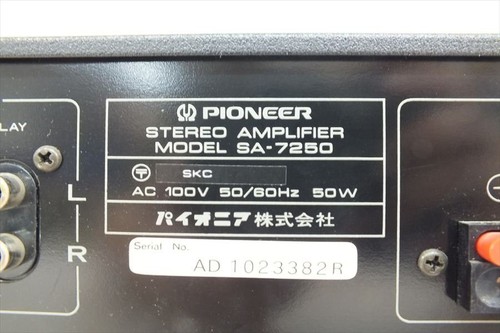 PIONEER
STEREO AMPLIFIER
MODEL SA-7250
〒 SKC
AC 100V 50/60Hz 50W
パイオニア株式会社
Serial No.
AD 1023382R
LAY
L
R